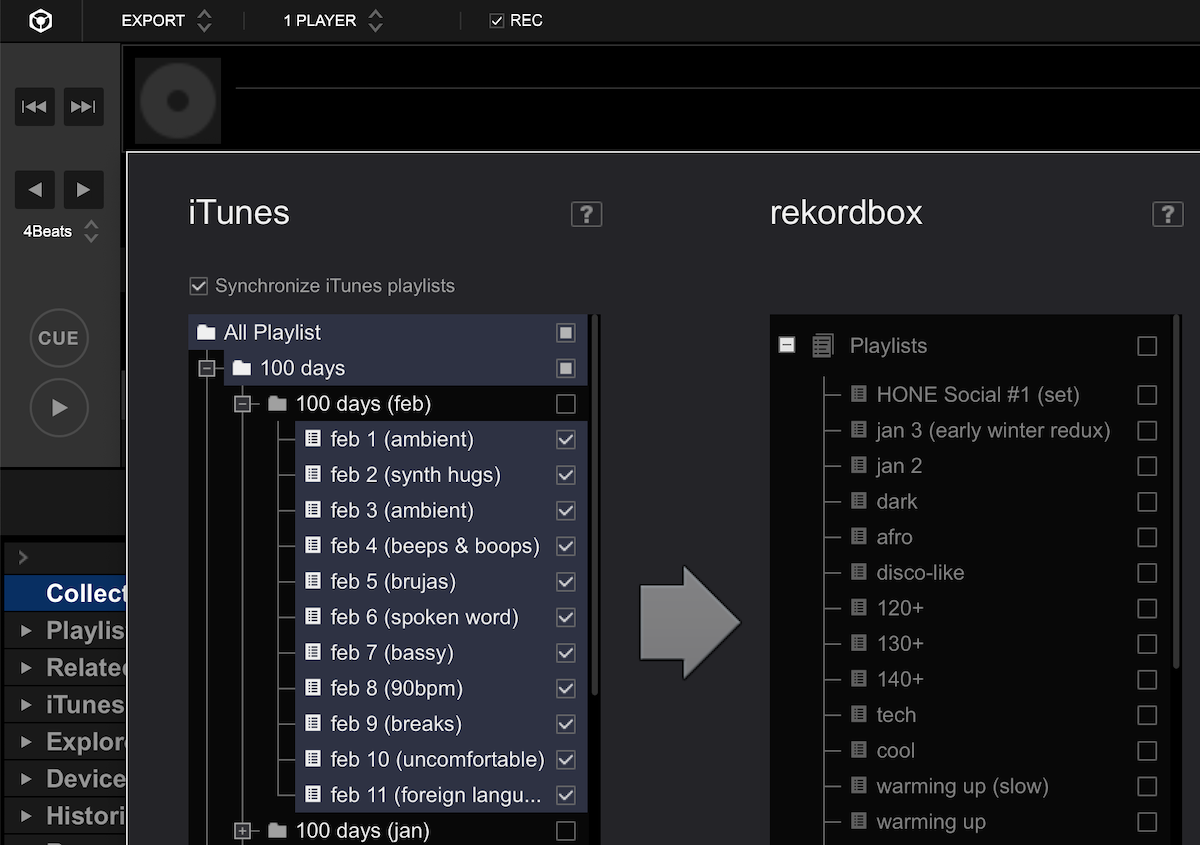 EXPORT
1 PLAYER
REC
4Beats
CUE
Collect
Playlis
Related
iTunes
Explor
Device
Histori
iTunes
?
Synchronize iTunes playlists
All Playlist
100 days
100 days (feb)
feb 1 (ambient)
feb 2 (synth hugs)
feb 3 (ambient)
feb 4 (beeps & boops)
feb 5 (brujas)
feb 6 (spoken word)
feb 7 (bassy)
feb 8 (90bpm)
feb 9 (breaks)
feb 10 (uncomfortable)
feb 11 (foreign langu...
100 days (jan)
rekordbox
?
Playlists
HONE Social #1 (set)
jan 3 (early winter redux)
jan 2
dark
afro
disco-like
120+
130+
140+
tech
cool
warming up (slow)
warming up